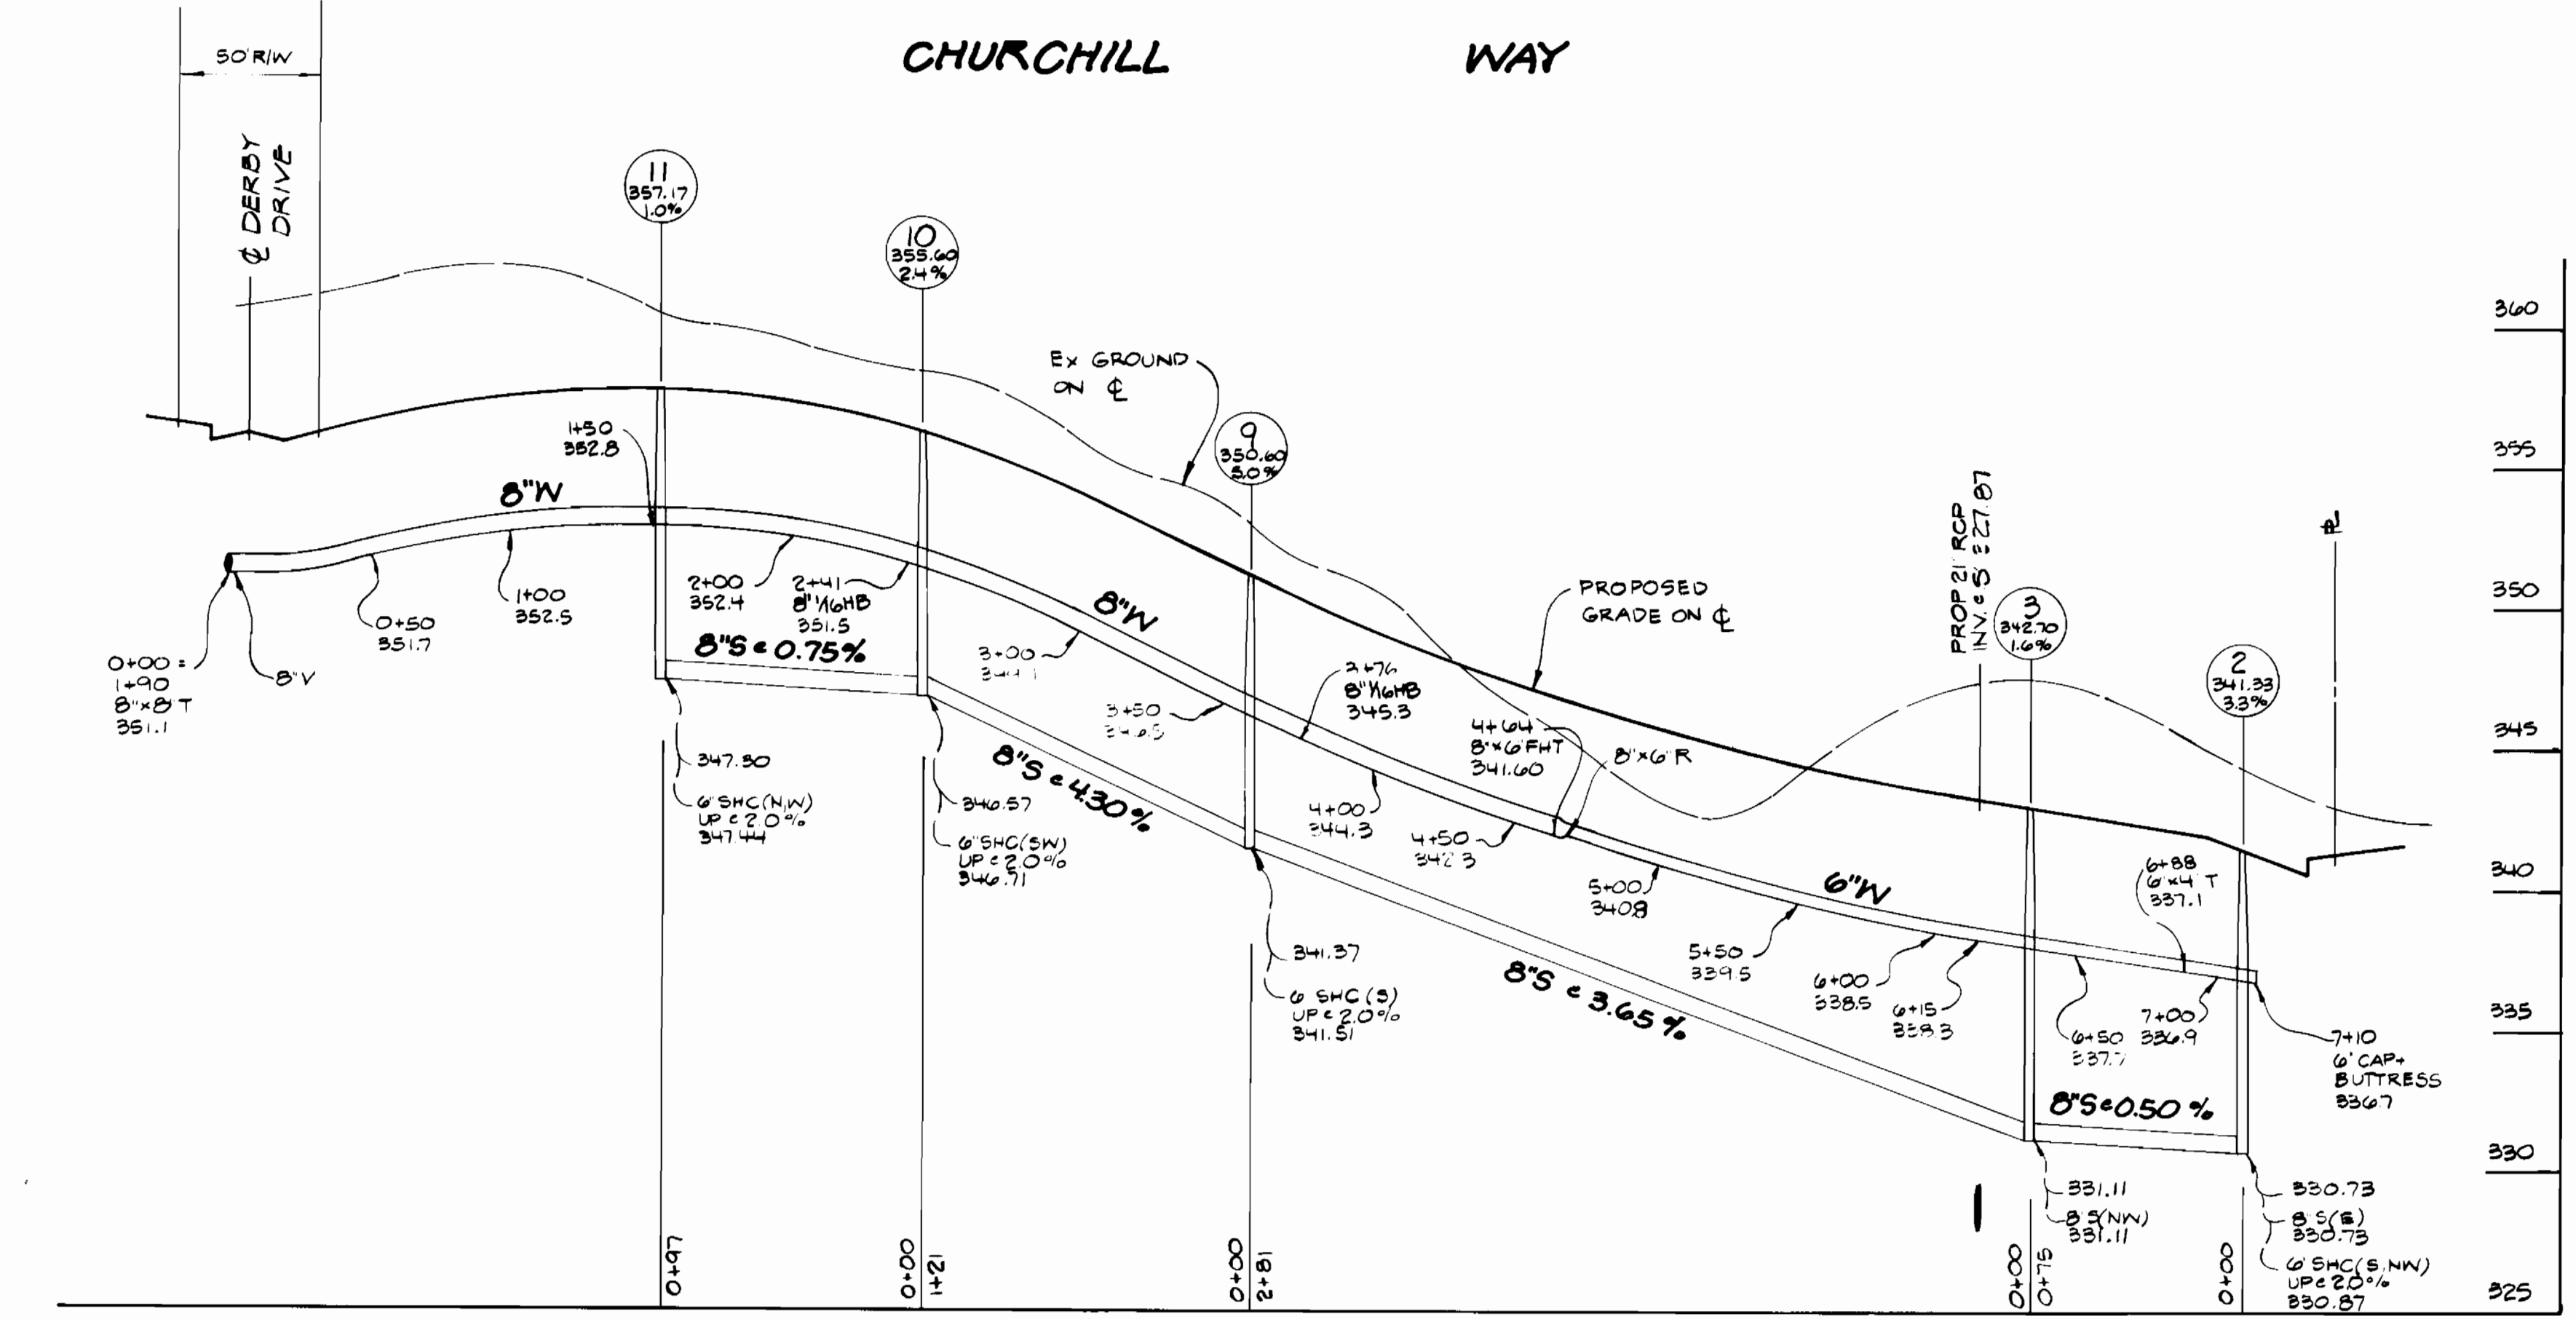 CHURCHILL WAY
50' R/W
℄ DERBY
DRIVE
11
357.17
1.0%
10
355.60
2.4%
EX GROUND
ON ℄
9
350.60
5.0%
1+50
352.8
8"W
0+00 =
1+90
8"x8" T
351.1
8"V
0+50
351.7
1+00
352.5
2+00
352.4
2+41
8" 1/16HB
351.5
8"S @ 0.75%
8"W
3+00
3+50
8"S @ 4.30%
3+76
8" 1/16HB
345.3
4+00
344.3
4+50
342.3
4+64
8"x6" FHT
341.60
8"x6" R
PROPOSED
GRADE ON ℄
PROP 21" RCP
INV. @ S =
3
342.70
1.6%
2
341.33
3.3%
℄
5+00
340.8
5+50
339.5
6"W
8"S @ 3.65%
6+00
338.5
6+15
338.3
6+50
337.7
6+88
6"x4" T
337.1
7+00
336.9
7+10
6" CAP+
BUTTRESS
336.7
8"S @ 0.50%
347.30
6" SHC (N,W)
UP @ 2.0%
347.44
346.57
6" SHC (SW)
UP @ 2.0%
346.71
341.37
6" SHC (S)
UP @ 2.0%
341.51
331.11
8"S (NW)
331.11
330.73
8"S (E)
330.73
6" SHC (S,NW)
UP @ 2.0%
330.87
0+97
0+00
1+21
0+00
2+81
0+00
0+75
0+00
360
355
350
345
340
335
330
325